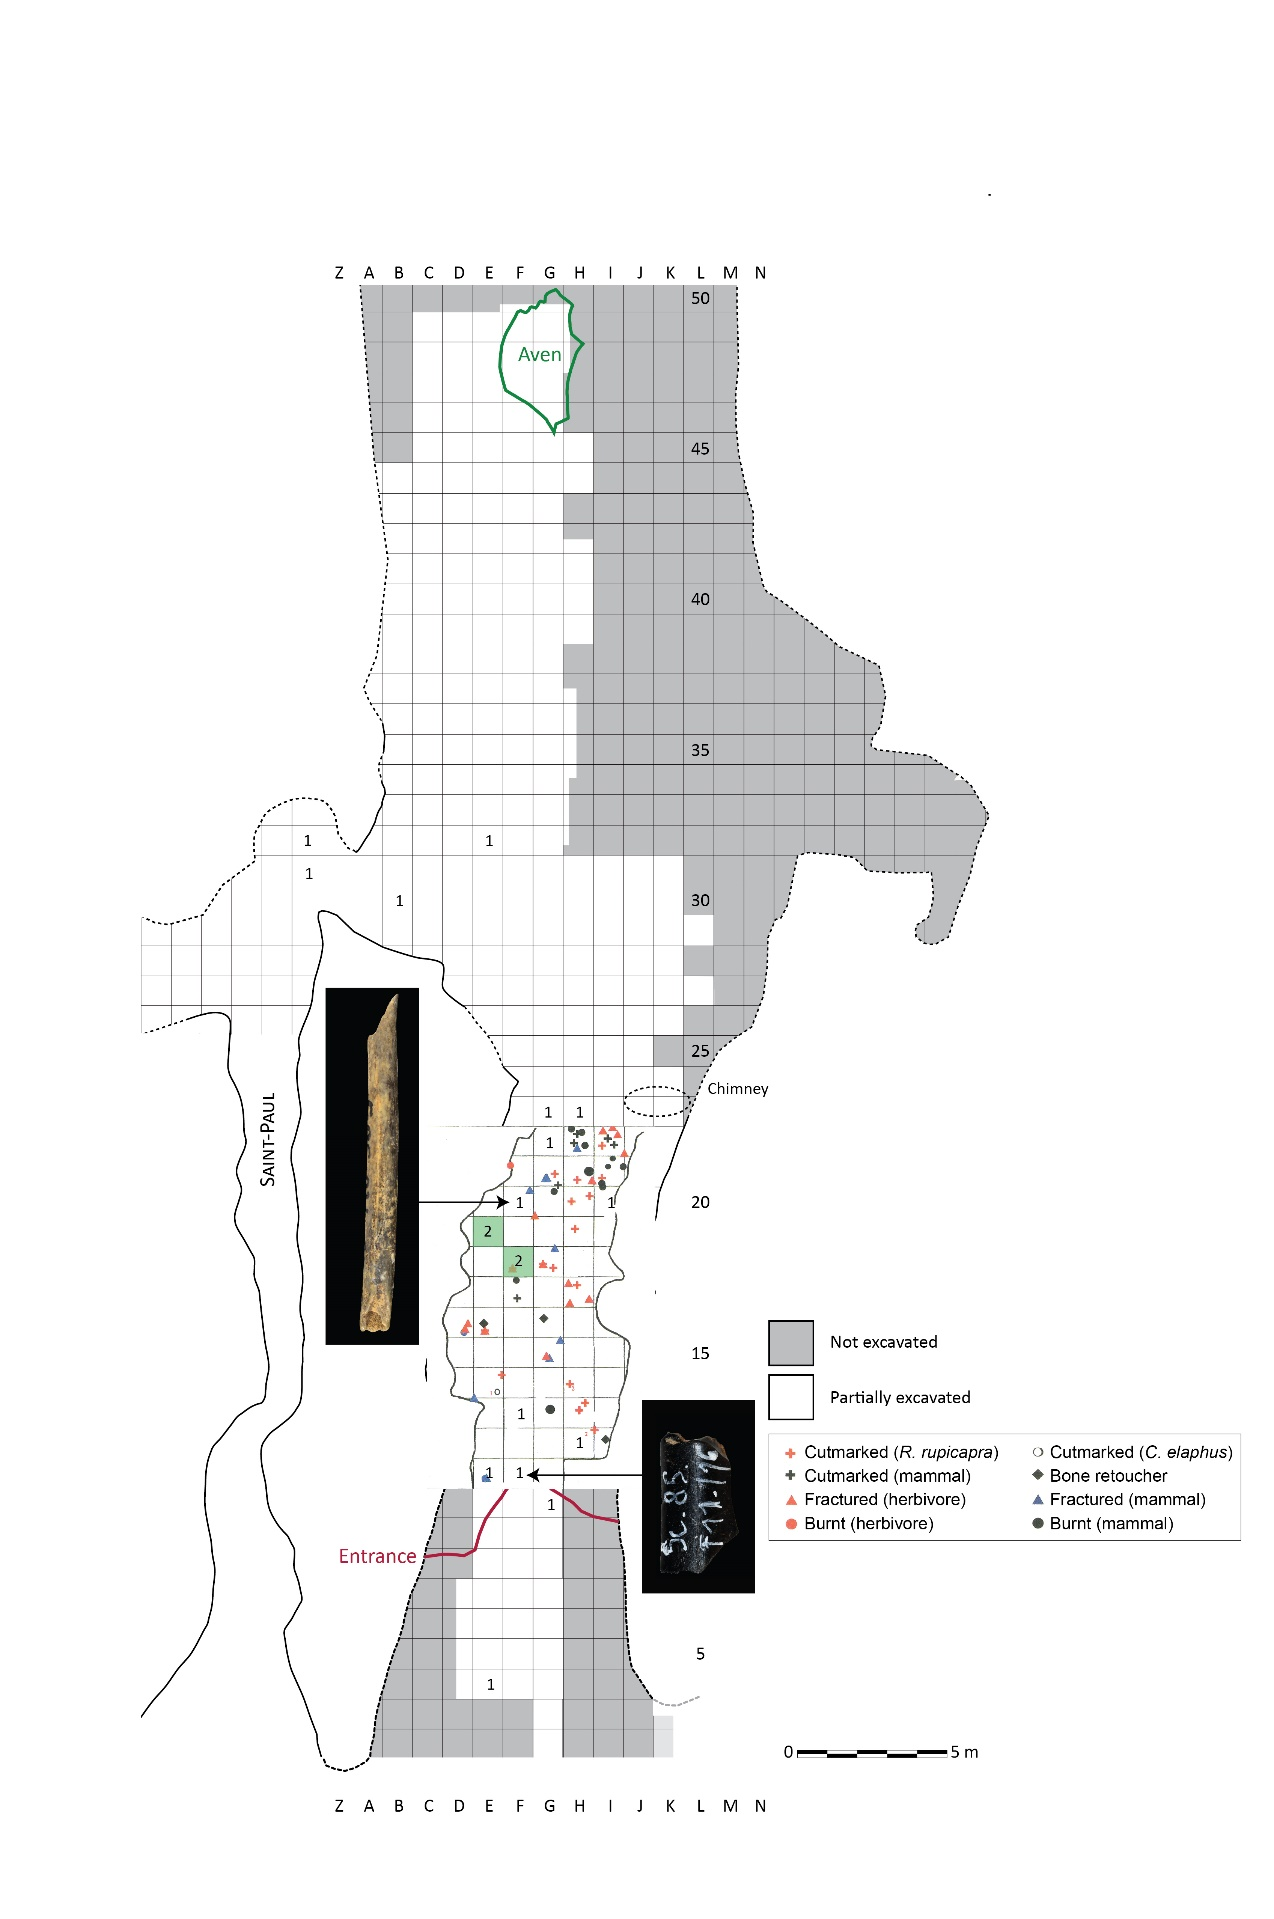 Z A B C D E F G H I J K L M N
50
Aven
45
40
35
1 1
1
1 30
25
Chimney
1 1
1
SAINT-PAUL
1 1 20
2
2
15
Not excavated
Partially excavated
1
1
Cutmarked (R. rupicapra)
Cutmarked (C. elaphus)
Cutmarked (mammal)
Bone retoucher
Fractured (herbivore)
Fractured (mammal)
Burnt (herbivore)
Burnt (mammal)
1 1
SC.85.
1
Entrance
5
1
0 5 m
Z A B C D E F G H I J K L M N